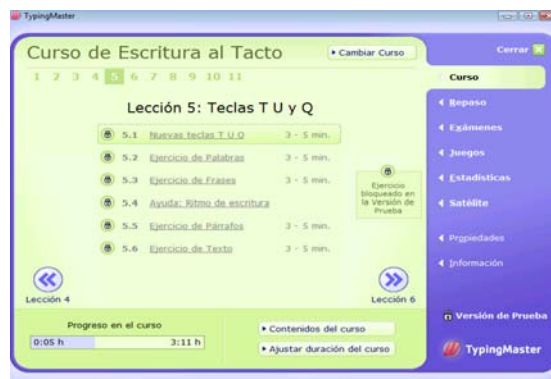 TypingMaster
Curso de Escritura al Tacto
Cambiar Curso
1 2 3 4 5 6 7 8 9 10 11
Lección 5: Teclas T U y Q
5.1 Nuevas teclas T U Q 3 - 5 min.
5.2 Ejercicio de Palabras 3 - 5 min.
5.3 Ejercicio de Frases 3 - 5 min.
5.4 Ayuda: Ritmo de escritura
5.5 Ejercicio de Párrafos 3 - 5 min.
5.6 Ejercicio de Texto 3 - 5 min.
Ejercicio
bloqueado en
la Versión de
Prueba
Lección 4
Lección 6
Progreso en el curso
0:05 h 3:11 h
Contenidos del curso
Ajustar duración del curso
Cerrar
Curso
Repaso
Exámenes
Juegos
Estadísticas
Satélite
Propiedades
Información
Versión de Prueba
TypingMaster